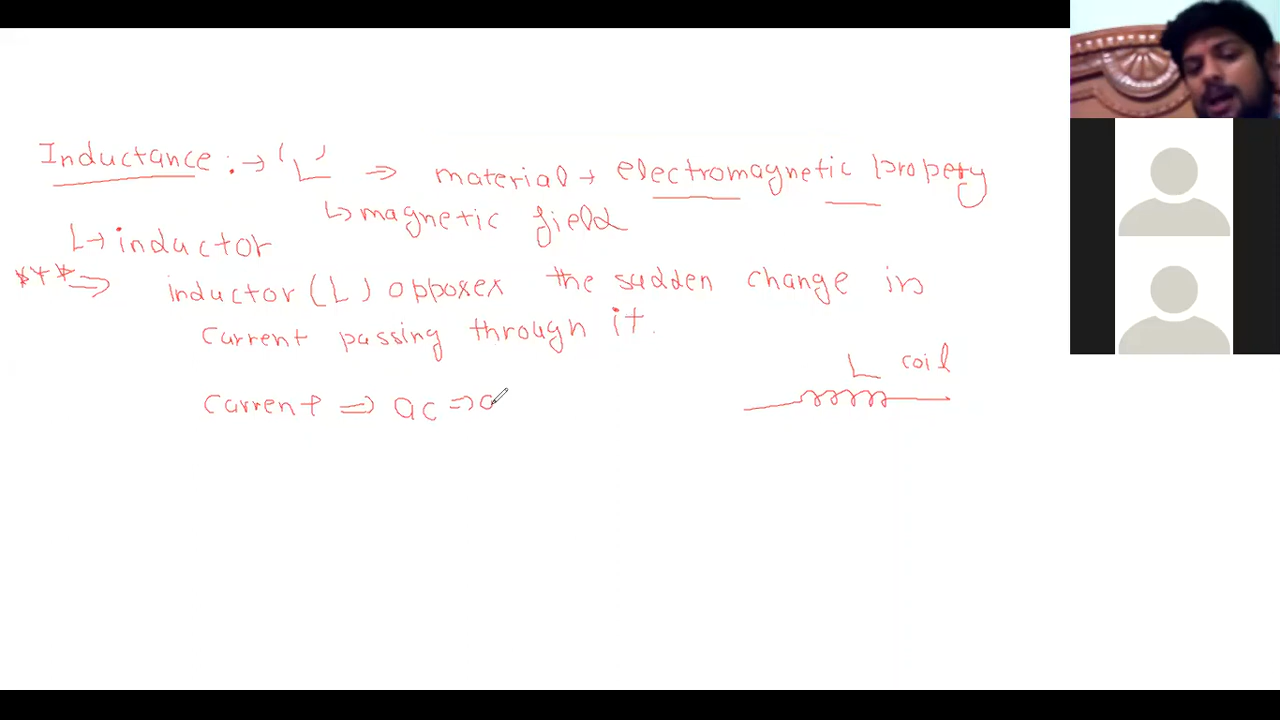 Inductance :→ 'L' ⇒ material + electromagnetic propety
↳ magnetic field
L→ inductor
*** ⇒ inductor (L) opposes the sudden change in
current passing through it.
L coil
current ⇒ ac ⇒